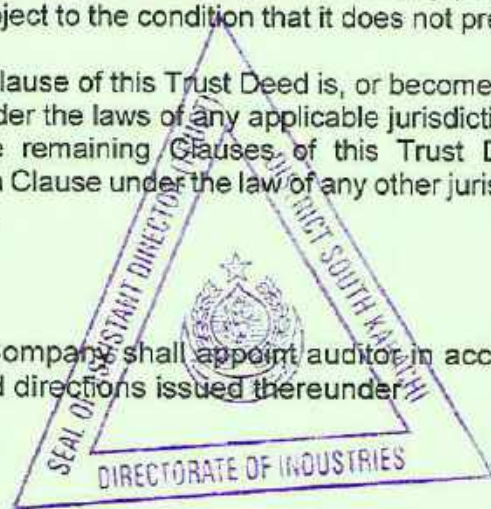 ject to the condition that it does not pre
lause of this Trust Deed is, or become
der the laws of any applicable jurisdicti
e remaining Clauses of this Trust D
n Clause under the law of any other juris
Company shall appoint auditor in acc
d directions issued thereunder.
SEAL OF ASSISTANT DIRECTOR
DISTRICT SOUTH KARACHI
DIRECTORATE OF INDUSTRIES